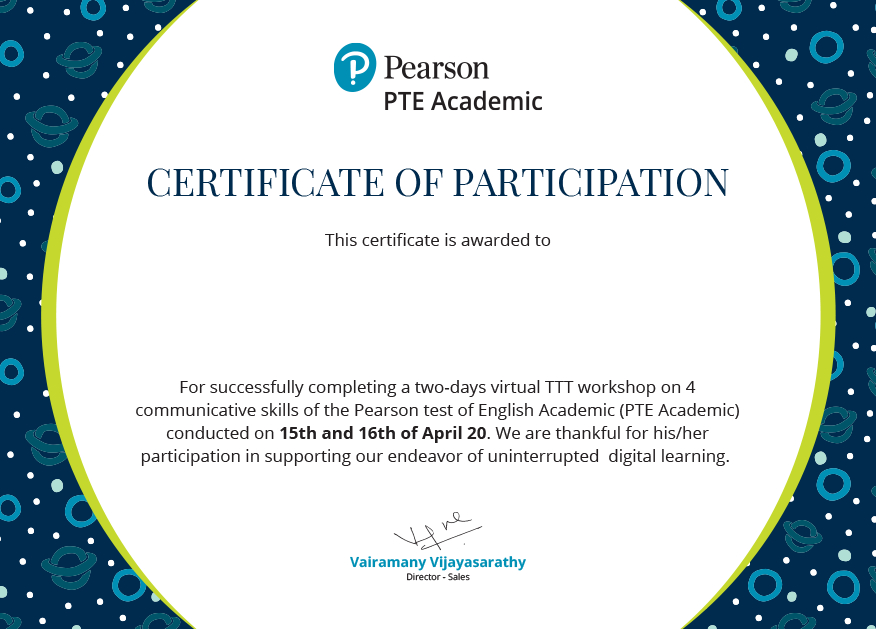 Pearson
PTE Academic
CERTIFICATE OF PARTICIPATION
This certificate is awarded to
For successfully completing a two-days virtual TTT workshop on 4
communicative skills of the Pearson test of English Academic (PTE Academic)
conducted on 15th and 16th of April 20. We are thankful for his/her
participation in supporting our endeavor of uninterrupted digital learning.
Vairamany Vijayasarathy
Director - Sales